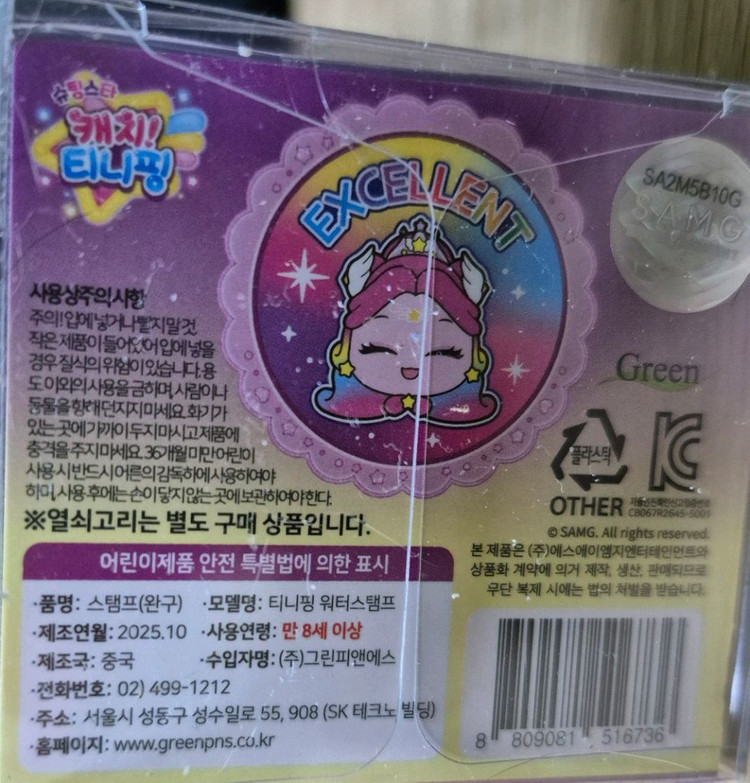 슈팅스타
캐치!
티니핑
EXCELLENT
SA2M5B10G
SAMG
사용상주의사항
주의!입에 넣거나 빨지 말 것.
작은 제품이 들어있어 입에 넣을
경우 질식의 위험이 있습니다. 용
도 이외의 사용을 금하며, 사람이나
동물을 향해 던지지 마세요. 화기가
있는 곳에 가까이 두지 마시고 제품에
충격을 주지 마세요. 36개월 미만 어린이
사용 시 반드시 어른의 감독하에 사용하여야
하며 사용 후에는 손이 닿지 않는 곳에 보관하여야 한다.
※열쇠고리는 별도 구매 상품입니다.
Green
플라스틱
OTHER
CB067R2645-5001
© SAMG. All rights reserved.
본 제품은 (주)에스에이엠지엔터테인먼트와
상품화 계약에 의거 제작, 생산, 판매되므로
무단 복제 시에는 법의 처벌을 받습니다.
어린이제품 안전 특별법에 의한 표시
·품명: 스탬프(완구) ·모델명: 티니핑 워터스탬프
·제조연월: 2025.10 ·사용연령: 만 8세 이상
·제조국: 중국 ·수입자명: (주)그린피앤에스
·전화번호: 02) 499-1212
·주소: 서울시 성동구 성수일로 55, 908 (SK 테크노 빌딩)
·홈페이지: www.greenpns.co.kr
8 809081 516736